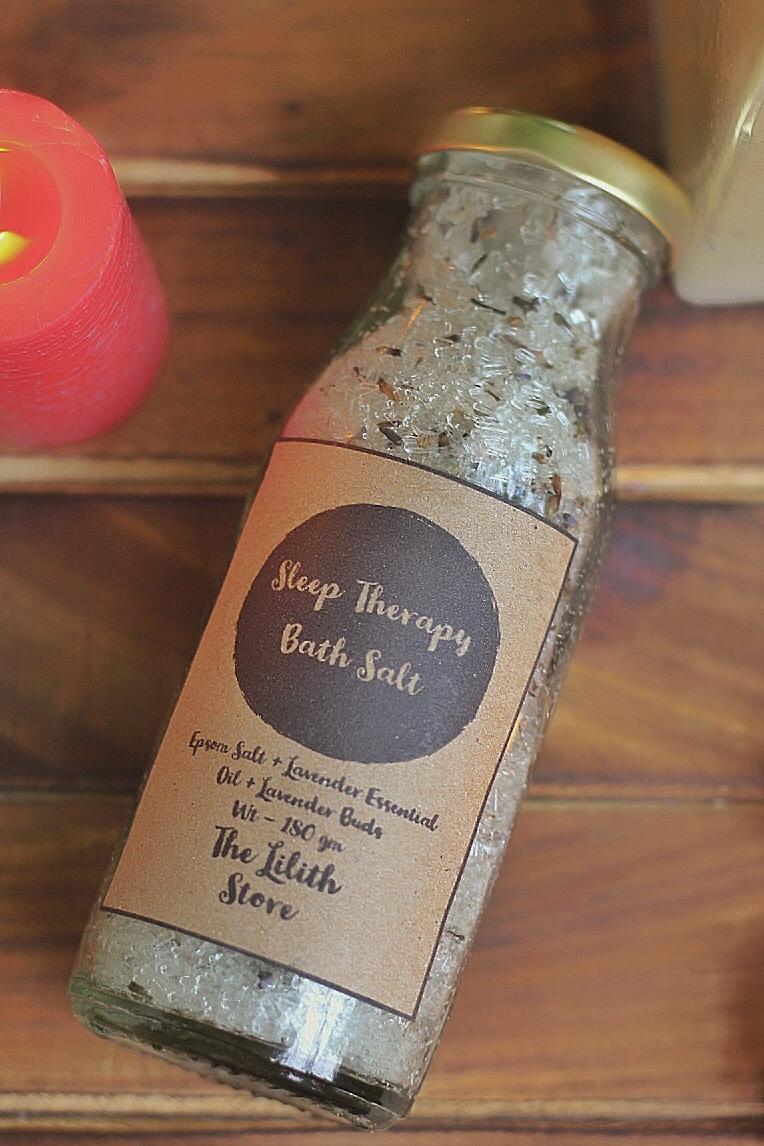 Sleep Therapy
Bath Salt
Epsom Salt + Lavender Essential
Oil + Lavender Buds
Wt - 180 gm
The Lilith
Store